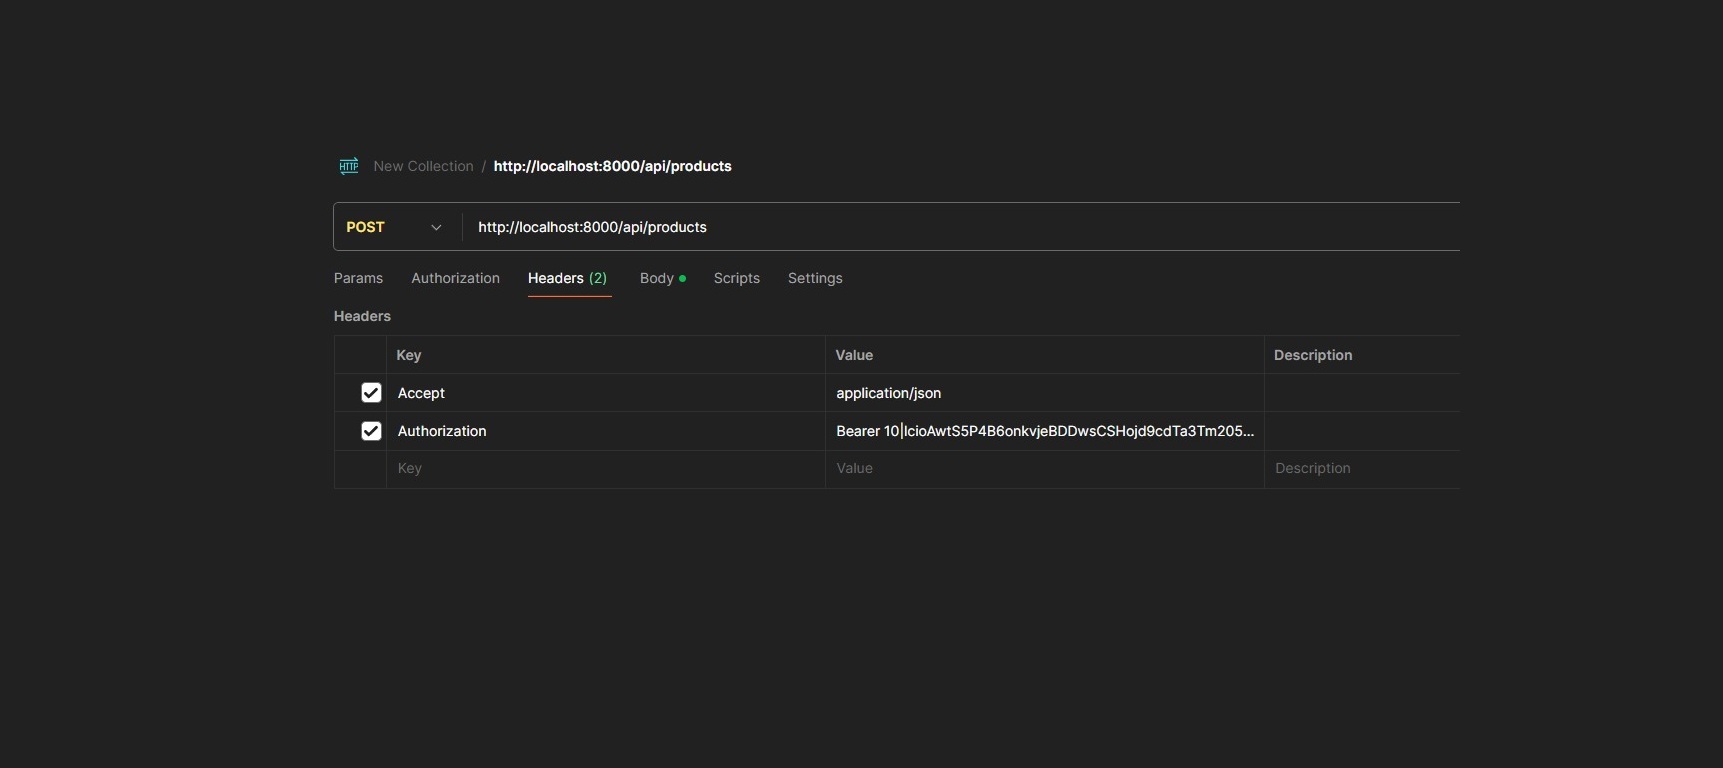 HTTP New Collection / http://localhost:8000/api/products
POST http://localhost:8000/api/products
Params Authorization Headers (2) Body Scripts Settings
Headers
Key Value Description
Accept application/json
Authorization Bearer 10|lcioAwtS5P4B6onkvjeBDDwsCSHojd9cdTa3Tm205...
Key Value Description